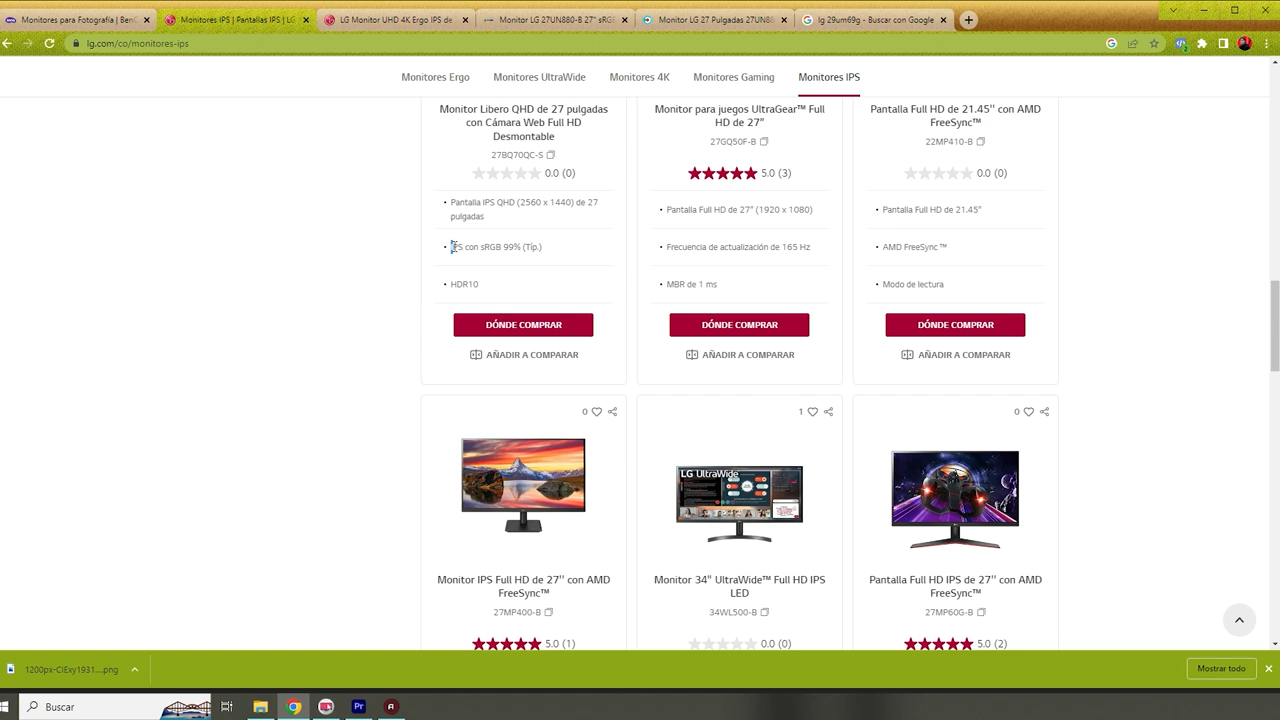 Monitores para Fotografía | Ben
Monitores IPS | Pantallas IPS | LG
LG Monitor UHD 4K Ergo IPS de
Monitor LG 27UN880-B 27" sRG
Monitor LG 27 Pulgadas 27UN88
lg 29um69g - Buscar con Google
lg.com/co/monitores-ips
Monitores Ergo Monitores UltraWide Monitores 4K Monitores Gaming Monitores IPS
Monitor Libero QHD de 27 pulgadas
con Cámara Web Full HD
Desmontable
27BQ70QC-S
0.0 (0)
• Pantalla IPS QHD (2560 x 1440) de 27
pulgadas
• IPS con sRGB 99% (Típ.)
• HDR10
DÓNDE COMPRAR
AÑADIR A COMPARAR
Monitor para juegos UltraGear™ Full
HD de 27”
27GQ50F-B
5.0 (3)
• Pantalla Full HD de 27” (1920 x 1080)
• Frecuencia de actualización de 165 Hz
• MBR de 1 ms
DÓNDE COMPRAR
AÑADIR A COMPARAR
Pantalla Full HD de 21.45'' con AMD
FreeSync™
22MP410-B
0.0 (0)
• Pantalla Full HD de 21.45”
• AMD FreeSync ™
• Modo de lectura
DÓNDE COMPRAR
AÑADIR A COMPARAR
0
Monitor IPS Full HD de 27'' con AMD
FreeSync™
27MP400-B
5.0 (1)
1
LG UltraWide
Monitor 34" UltraWide™ Full HD IPS
LED
34WL500-B
0.0 (0)
0
Pantalla Full HD IPS de 27'' con AMD
FreeSync™
27MP60G-B
5.0 (2)
1200px-CIExy1931....png
Mostrar todo
Buscar
Pr